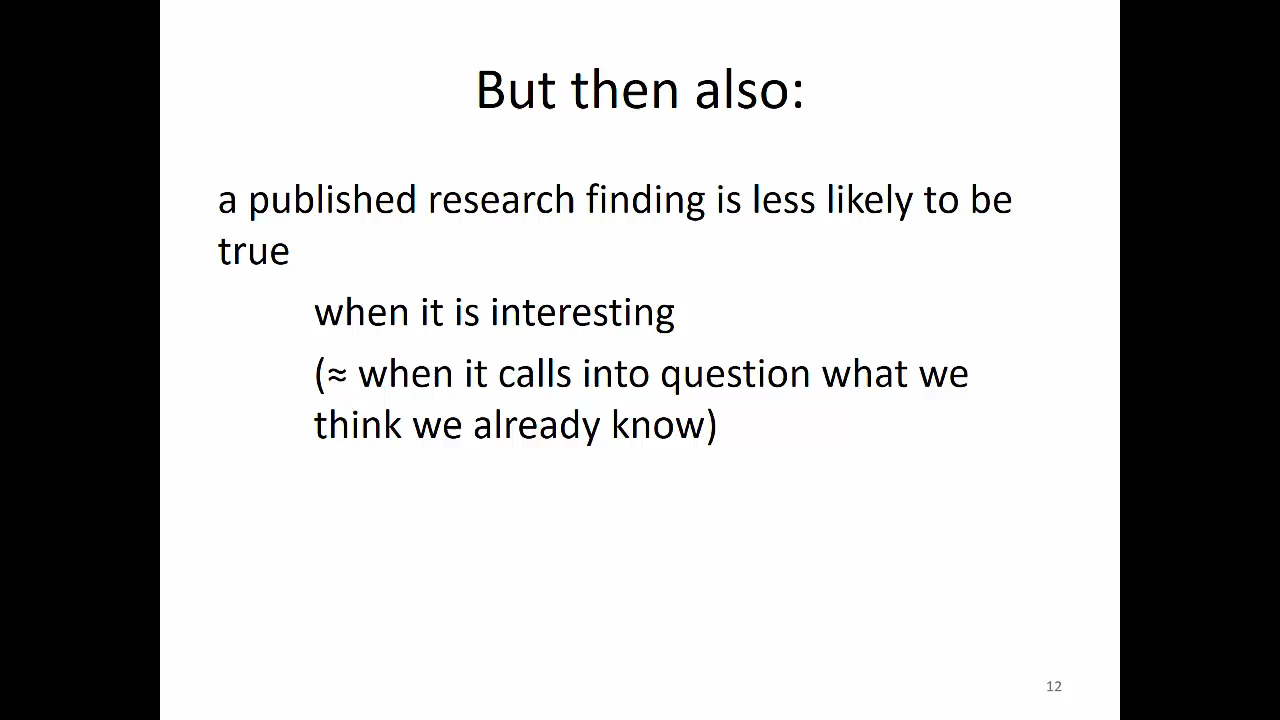 But then also:
a published research finding is less likely to be
true
when it is interesting
(≈ when it calls into question what we
think we already know)
12